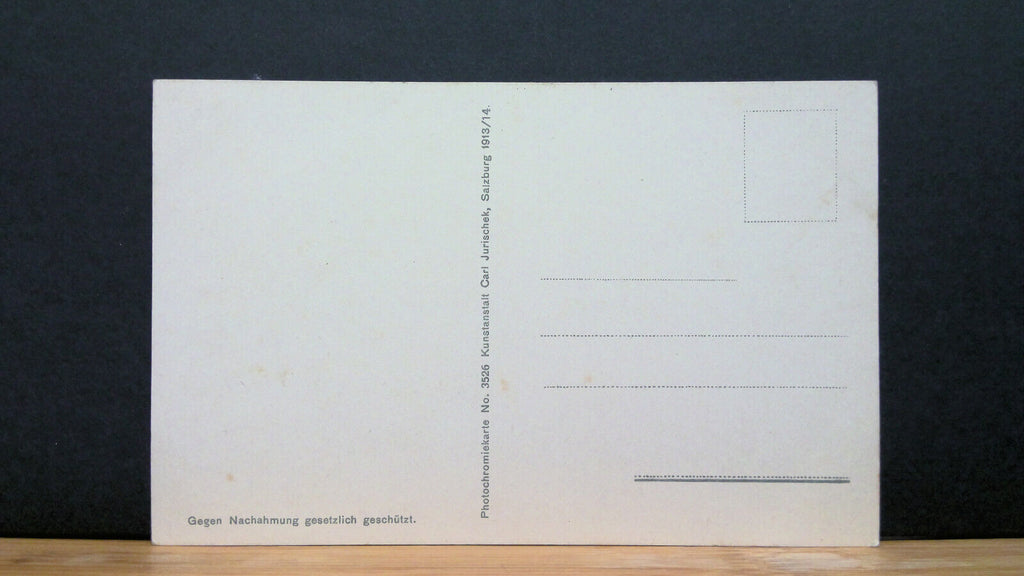 Photochromiekarte No. 3526 Kunstanstalt Carl Jurischek, Salzburg 1913/14.
Gegen Nachahmung gesetzlich geschützt.